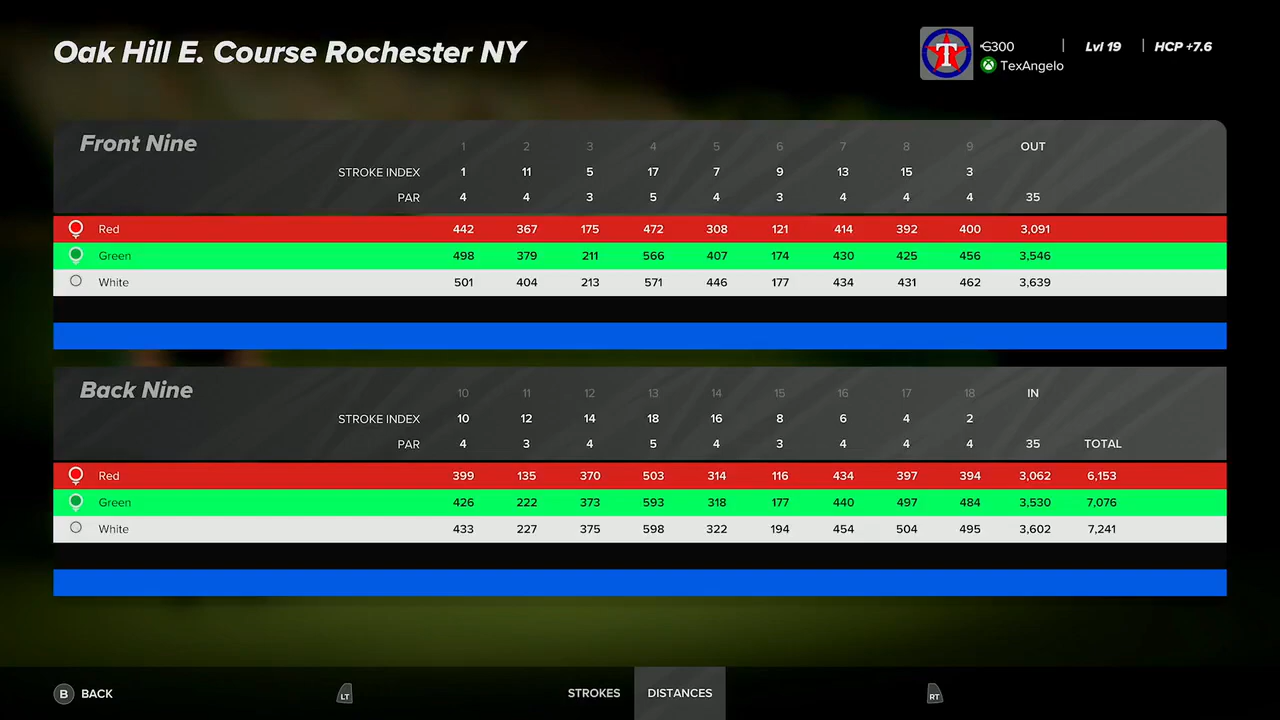 Oak Hill E. Course Rochester NY
T
300 | Lvl 19 | HCP +7.6
TexAngelo
Front Nine 1 2 3 4 5 6 7 8 9 OUT
STROKE INDEX 1 11 5 17 7 9 13 15 3
PAR 4 4 3 5 4 3 4 4 4 35
Red 442 367 175 472 308 121 414 392 400 3,091
Green 498 379 211 566 407 174 430 425 456 3,546
White 501 404 213 571 446 177 434 431 462 3,639
Back Nine 10 11 12 13 14 15 16 17 18 IN
STROKE INDEX 10 12 14 18 16 8 6 4 2
PAR 4 3 4 5 4 3 4 4 4 35 TOTAL
Red 399 135 370 503 314 116 434 397 394 3,062 6,153
Green 426 222 373 593 318 177 440 497 484 3,530 7,076
White 433 227 375 598 322 194 454 504 495 3,602 7,241
B BACK LT STROKES DISTANCES RT